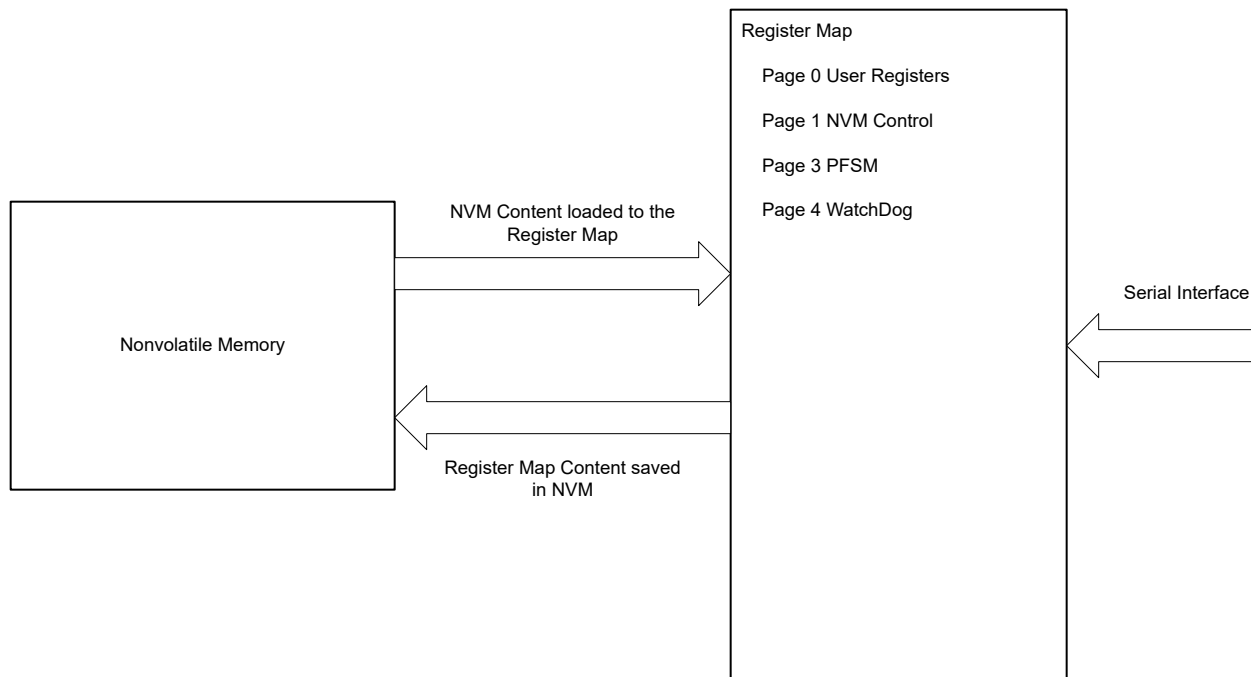 Register Map
Page 0 User Registers
Page 1 NVM Control
Page 3 PFSM
Page 4 WatchDog
NVM Content loaded to the
Register Map
Nonvolatile Memory
Register Map Content saved
in NVM
Serial Interface